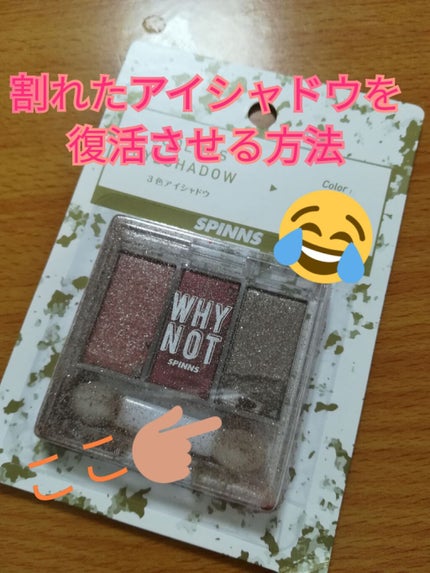 割れたアイシャドウを
復活させる方法
SHADOW
3色アイシャドウ
Color :
SPINNS
WHY
NOT
SPINNS
ここ